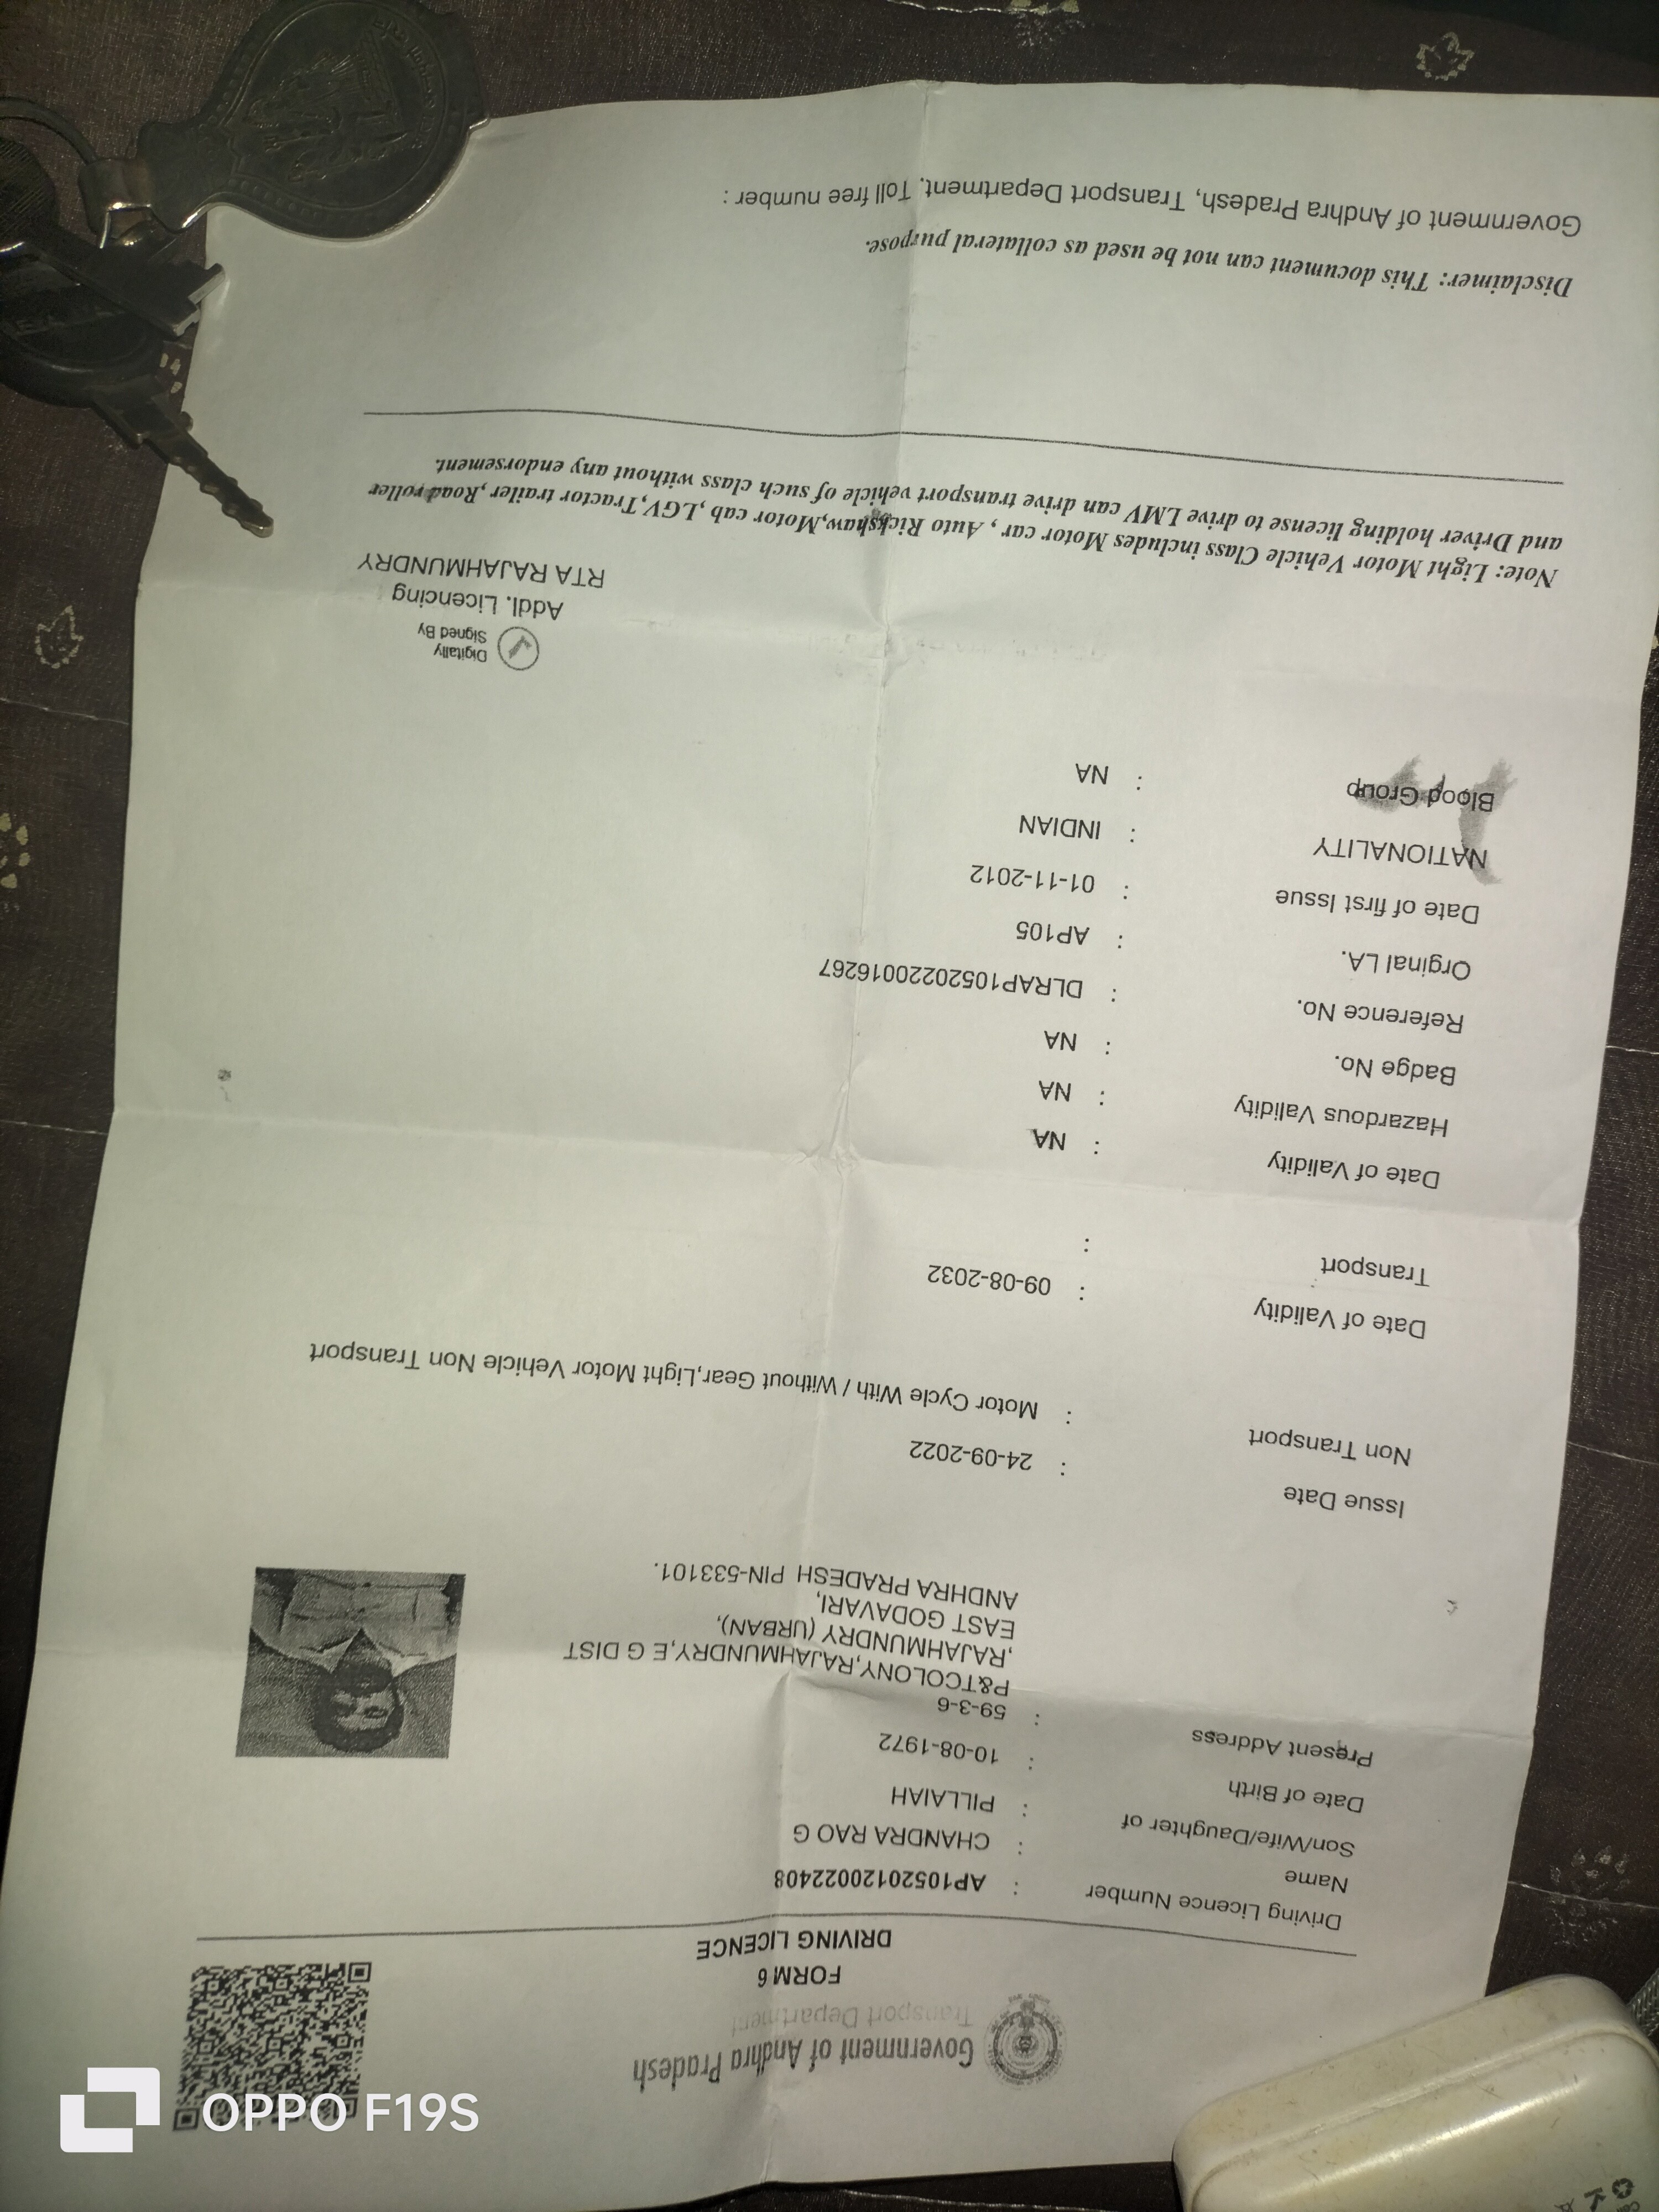 Government of Andhra Pradesh
Transport Department
FORM 6
DRIVING LICENCE
Driving Licence Number : AP10520120022408
Name : CHANDRA RAO G
Son/Wife/Daughter of : PILLAIAH
Date of Birth : 10-08-1972
Present Address : 59-3-6
P&TCOLONY,RAJAHMUNDRY,E G DIST
,RAJAHMUNDRY (URBAN),
EAST GODAVARI,
ANDHRA PRADESH PIN-533101.
Issue Date : 24-09-2022
Non Transport : Motor Cycle With / Without Gear,Light Motor Vehicle Non Transport
Date of Validity : 09-08-2032
Transport :
Date of Validity : NA
Hazardous Validity : NA
Badge No. : NA
Reference No. : DLRAP10520220016267
Orginal LA. : AP105
Date of first Issue : 01-11-2012
NATIONALITY : INDIAN
Blood Group : NA
Digitally
Signed By
Addl. Licencing
RTA RAJAHMUNDRY
Note: Light Motor Vehicle Class includes Motor car , Auto Rickshaw,Motor cab ,LGV,Tractor trailer ,Road roller
and Driver holding license to drive LMV can drive transport vehicle of such class without any endorsement.
Disclaimer: This document can not be used as collateral purpose.
Government of Andhra Pradesh, Transport Department. Toll free number :
OPPO F19S